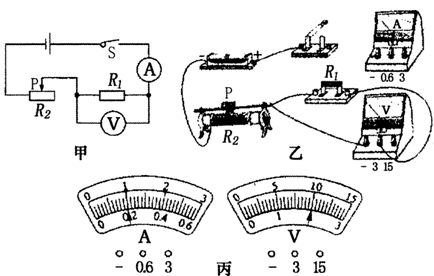 S
P
R2
R1
A
V
甲
- +
P
R2
R1
A
- 0.6 3
V
- 3 15
乙
0 1 2 3
0 0.2 0.4 0.6
A
- 0.6 3
0 5 10 15
0 1 3
V
- 3 15
丙